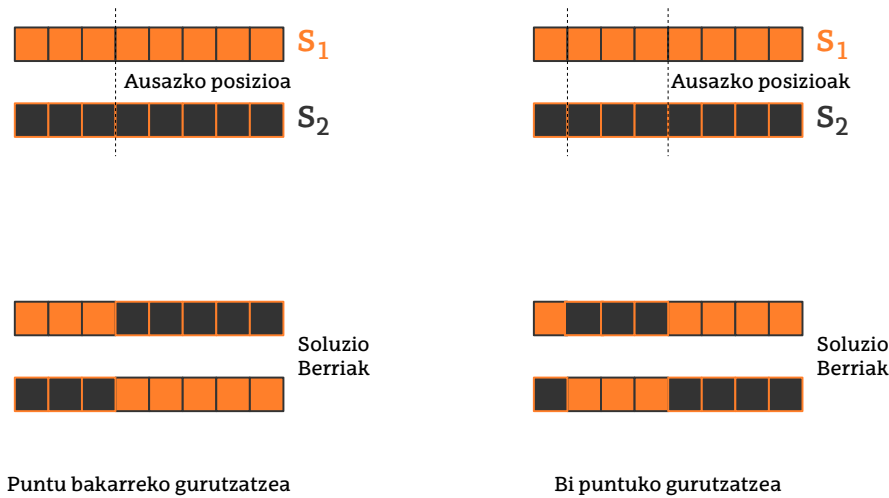 S₁
Ausazko posizioa
S₂
Soluzio
Berriak
Puntu bakarreko gurutzatzea
S₁
Ausazko posizioak
S₂
Soluzio
Berriak
Bi puntuko gurutzatzea